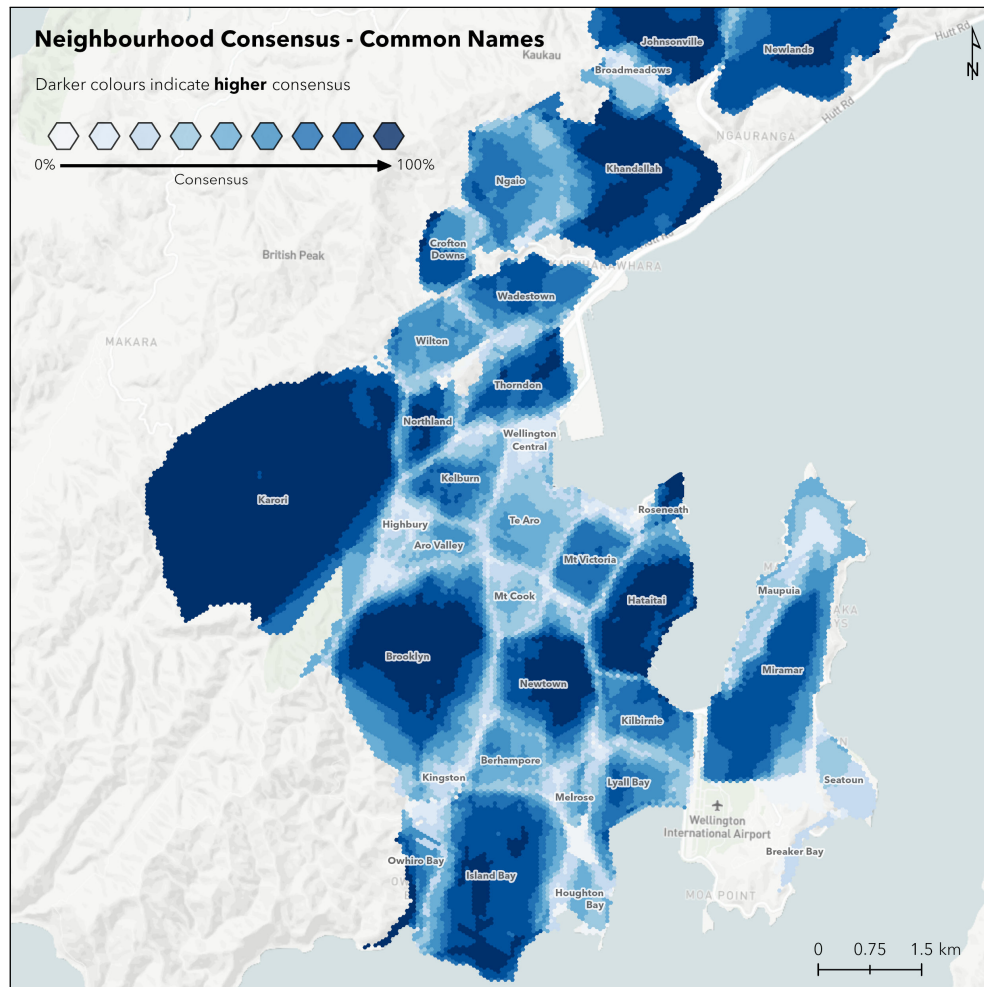 Neighbourhood Consensus - Common Names
Darker colours indicate higher consensus
0%
100%
Consensus
Kaukau
Johnsonville
Newlands
Hutt Rd
N
Broadmeadows
Hutt Rd
NGAURANGA
Khandallah
Ngaio
Crofton
Downs
British Peak
Wadestown
MAKARA
Wilton
Thorndon
Northland
Wellington
Central
Kelburn
Karori
Roseneath
Highbury
Te Aro
Aro Valley
Mt Victoria
Maupuia
Mt Cook
Hataitai
Brooklyn
Miramar
Newtown
Kilbirnie
Berhampore
Kingston
Lyall Bay
Seatoun
Melrose
Wellington
International Airport
Breaker Bay
Owhiro Bay
Island Bay
Houghton
Bay
MOA POINT
0 0.75 1.5 km